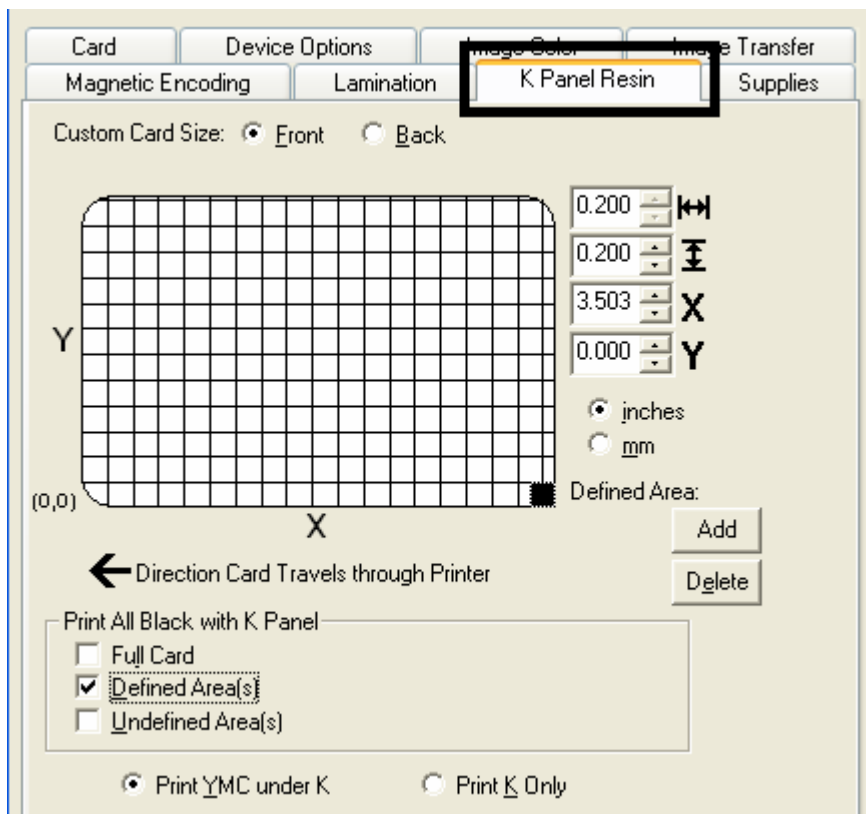 Card Device Options Image Color Image Transfer
Magnetic Encoding Lamination K Panel Resin Supplies
Custom Card Size: Front Back
0.200
0.200
3.503 X
Y
0.000 Y
inches
mm
(0,0)
Defined Area:
X
Add
Direction Card Travels through Printer
Delete
Print All Black with K Panel
Full Card
Defined Area(s)
Undefined Area(s)
Print YMC under K Print K Only